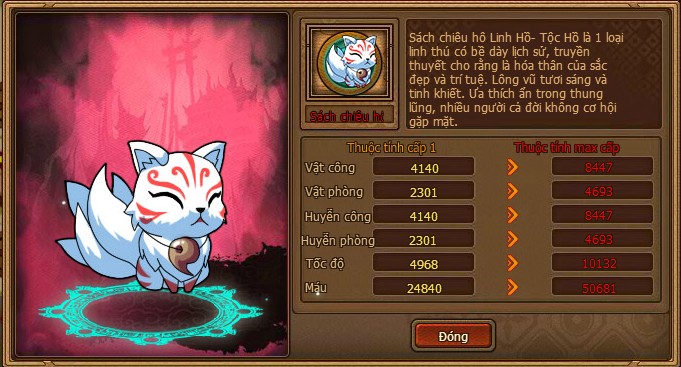 Sách chiêu hồ Linh Hồ- Tộc Hồ là 1 loại
linh thú có bề dày lịch sử, truyền
thuyết cho rằng là hóa thân của sắc
đẹp và trí tuệ. Lông vũ tươi sáng và
tinh khiết. Ưa thích ẩn trong thung
lũng, nhiều người cả đời không cơ hội
gặp mặt.
Sách chiêu hi
Thuộc tính cấp 1 Thuộc tính max cấp
Vật công 4140 8447
Vật phòng 2301 4693
Huyễn công 4140 8447
Huyễn phòng 2301 4693
Tốc độ 4968 10132
Máu 24840 50681
Đóng